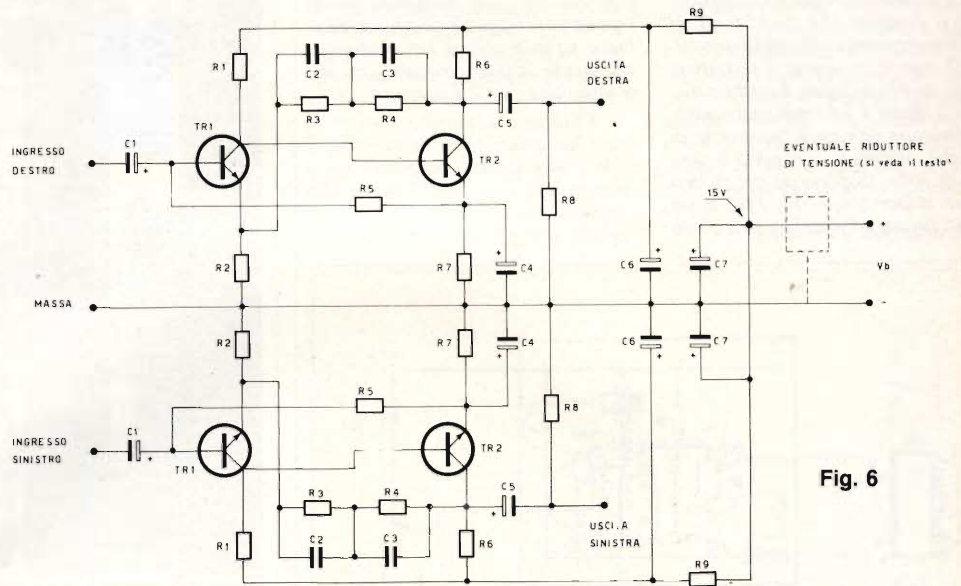 R9
R1
C2
C3
R6
USCITA
DESTRA
R3
R4
+
C5
TR1
TR2
INGRESSO
DESTRO
C1
+
EVENTUALE RIDUTTORE
DI TENSIONE (si veda il testo)
R5
R8
15V
+
R2
R7
+
C4
+
C6
+
C7
Vb
MASSA
-
R2
R7
C4
+
C6
+
C7
+
R5
R8
INGRESSO
SINISTRO
C1
+
TR1
TR2
Fig. 6
R3
R4
C5
+
C2
C3
R1
R6
USCI.A
SINISTRA
R9